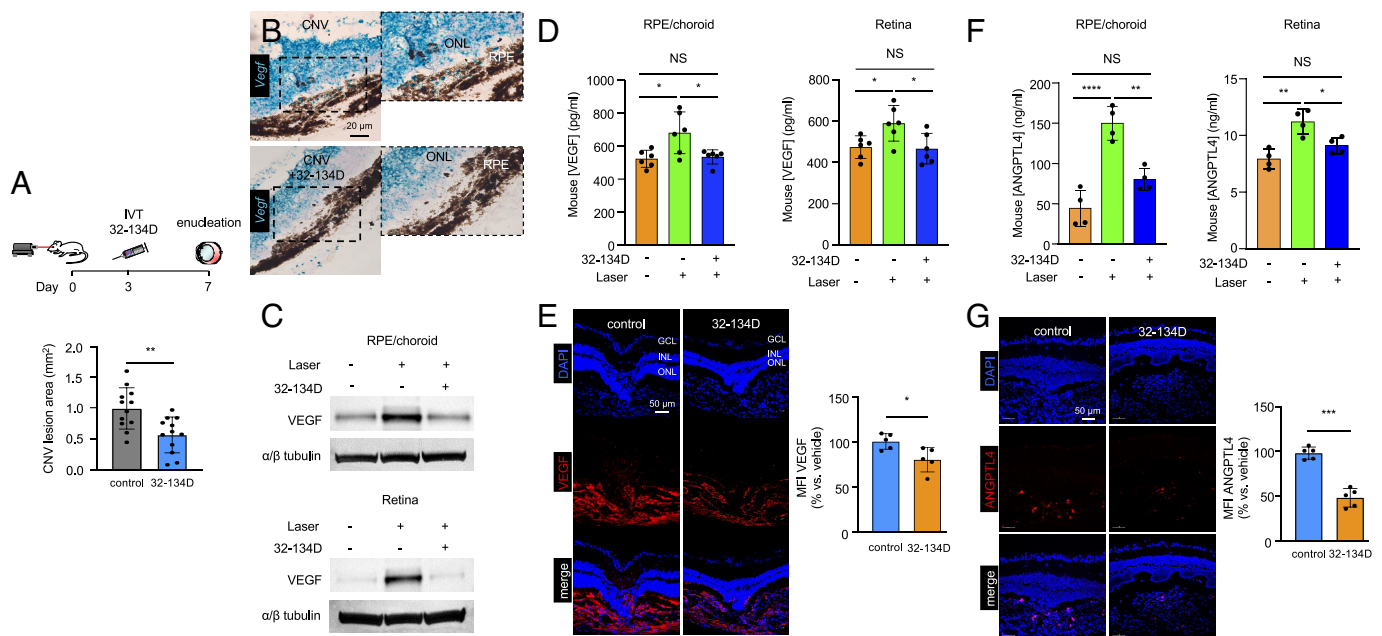 A
IVT
32-134D
enucleation
Day
0
3
7
CNV lesion area (mm²)
2.0
1.5
1.0
0.5
0.0
**
control
32-134D
B
CNV
Vegf
20 µm
ONL
RPE
CNV
+32-134D
Vegf
ONL
RPE
C
RPE/choroid
Laser - + +
32-134D - - +
VEGF
α/β tubulin
Retina
Laser - + +
32-134D - - +
VEGF
α/β tubulin
D
RPE/choroid
NS
* *
Mouse [VEGF] (pg/ml)
1000
800
600
400
200
0
32-134D - - +
Laser - + +
Retina
NS
* *
Mouse [VEGF] (pg/ml)
800
600
400
200
0
32-134D - - +
Laser - + +
E
control
32-134D
DAPI
GCL
INL
ONL
GCL
INL
ONL
50 µm
VEGF
merge
MFI VEGF
(% vs. vehicle)
150
100
50
0
*
control
32-134D
F
RPE/choroid
NS
**** **
Mouse [ANGPTL4] (ng/ml)
200
150
100
50
0
32-134D - - +
Laser - + +
Retina
NS
** *
Mouse [ANGPTL4] (ng/ml)
15
10
5
0
32-134D - - +
Laser - + +
G
control
32-134D
DAPI
50 µm
ANGPTL4
merge
MFI ANGPTL4
(% vs. vehicle)
150
100
50
0
***
control
32-134D